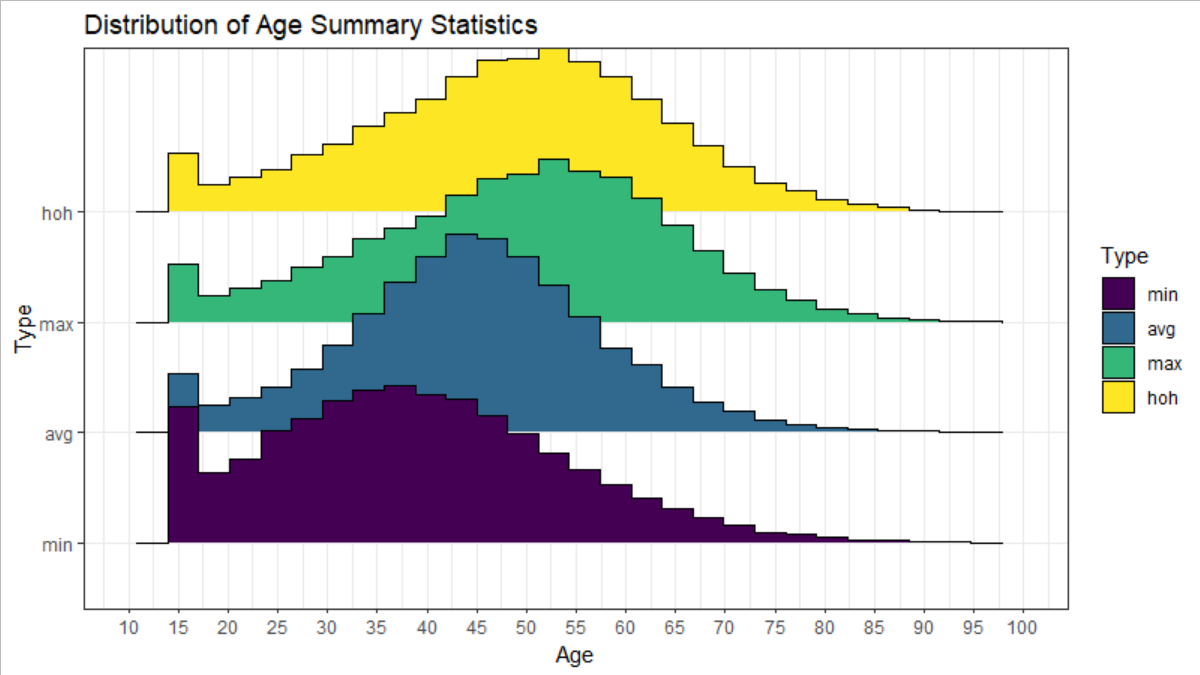 Distribution of Age Summary Statistics
Type
hoh
max
avg
min
10 15 20 25 30 35 40 45 50 55 60 65 70 75 80 85 90 95 100
Age
Type
min
avg
max
hoh